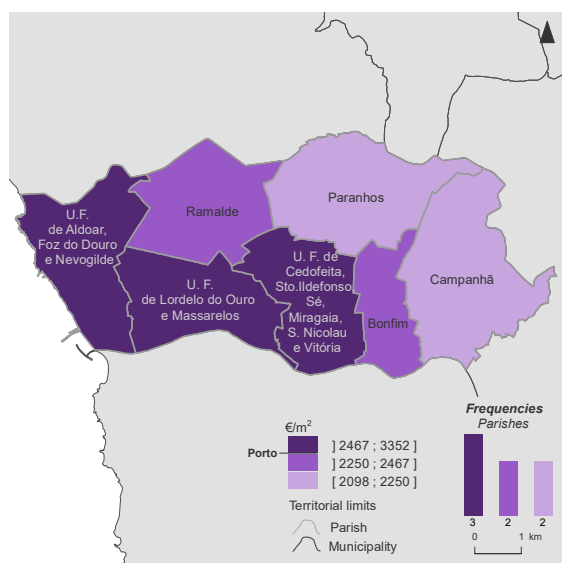 U.F.
de Aldoar,
Foz do Douro
e Nevogilde
Ramalde
Paranhos
U. F.
de Lordelo do Ouro
e Massarelos
U. F. de
Cedofeita,
Sto.Ildefonso,
Sé,
Miragaia,
S. Nicolau
e Vitória
Bonfim
Campanhã
€/m²
Porto
] 2467 ; 3352 ]
] 2250 ; 2467 ]
[ 2098 ; 2250 ]
Territorial limits
Parish
Municipality
Frequencies
Parishes
3 2 2
0 1 km